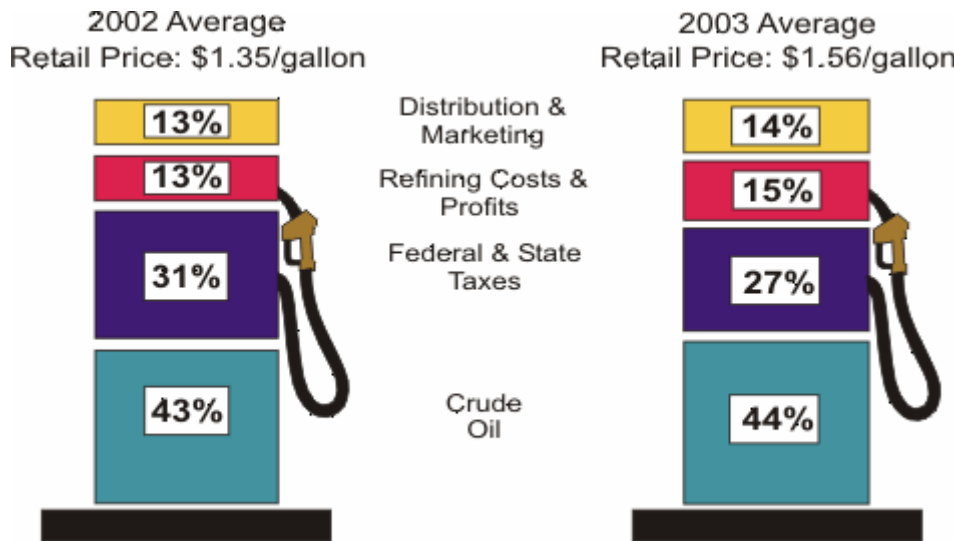 2002 Average
Retail Price: $1.35/gallon
2003 Average
Retail Price: $1.56/gallon
13%
Distribution &
Marketing
14%
13%
Refining Costs &
Profits
15%
31%
Federal & State
Taxes
27%
43%
Crude
Oil
44%